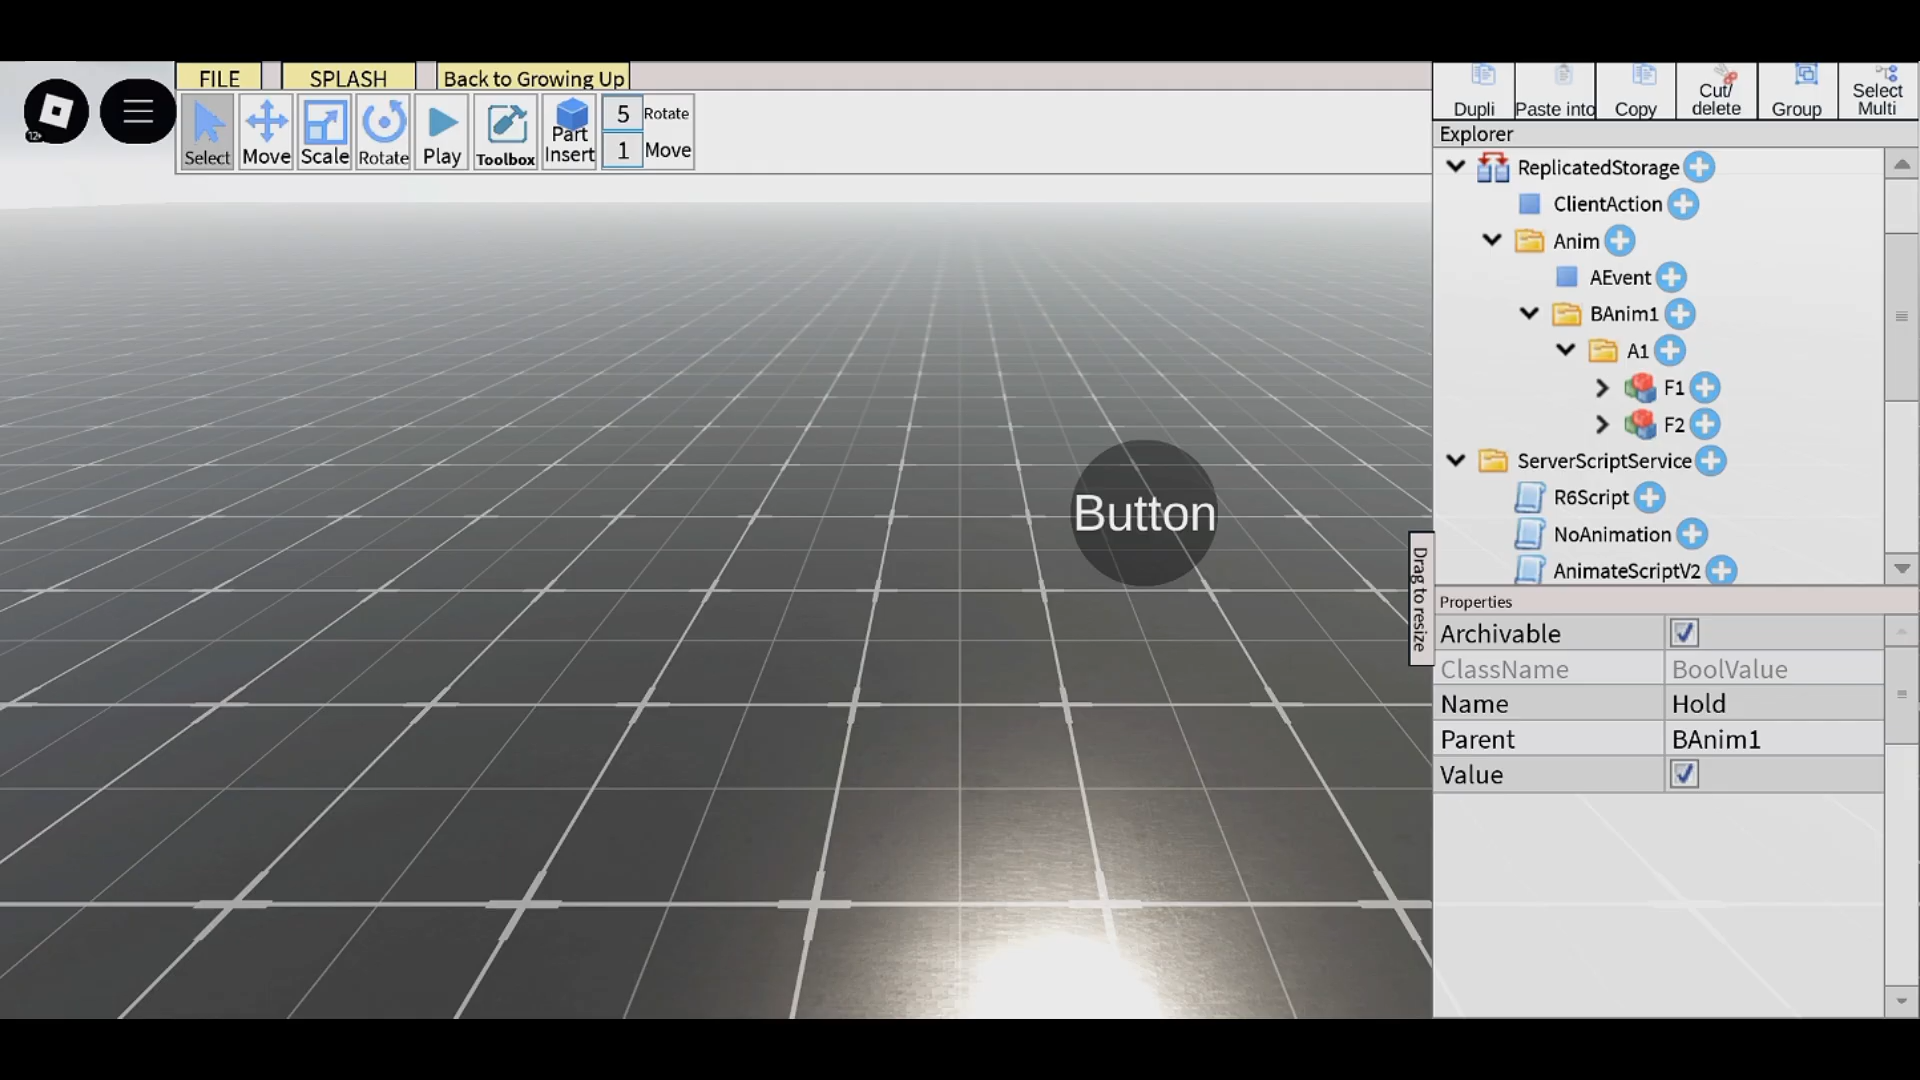 12+
FILE
SPLASH
Back to Growing Up
Select
Move
Scale
Rotate
Play
Toolbox
Part
Insert
5
Rotate
1
Move
Dupli
Paste into
Copy
Cut/
delete
Group
Select
Multi
Explorer
ReplicatedStorage
ClientAction
Anim
AEvent
BAnim1
A1
F1
F2
ServerScriptService
R6Script
NoAnimation
AnimateScriptV2
Button
Drag to resize
Properties
Archivable
ClassName BoolValue
Name Hold
Parent BAnim1
Value